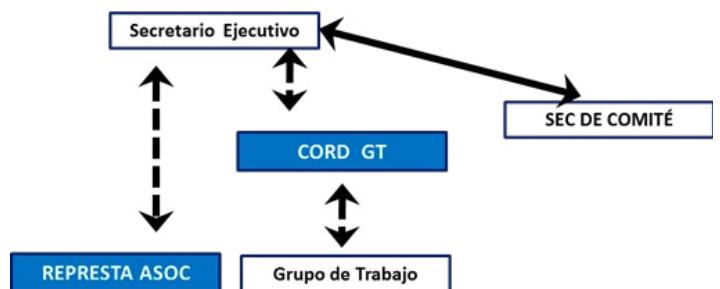 Secretario Ejecutivo
SEC DE COMITÉ
CORD GT
REPRESTA ASOC
Grupo de Trabajo